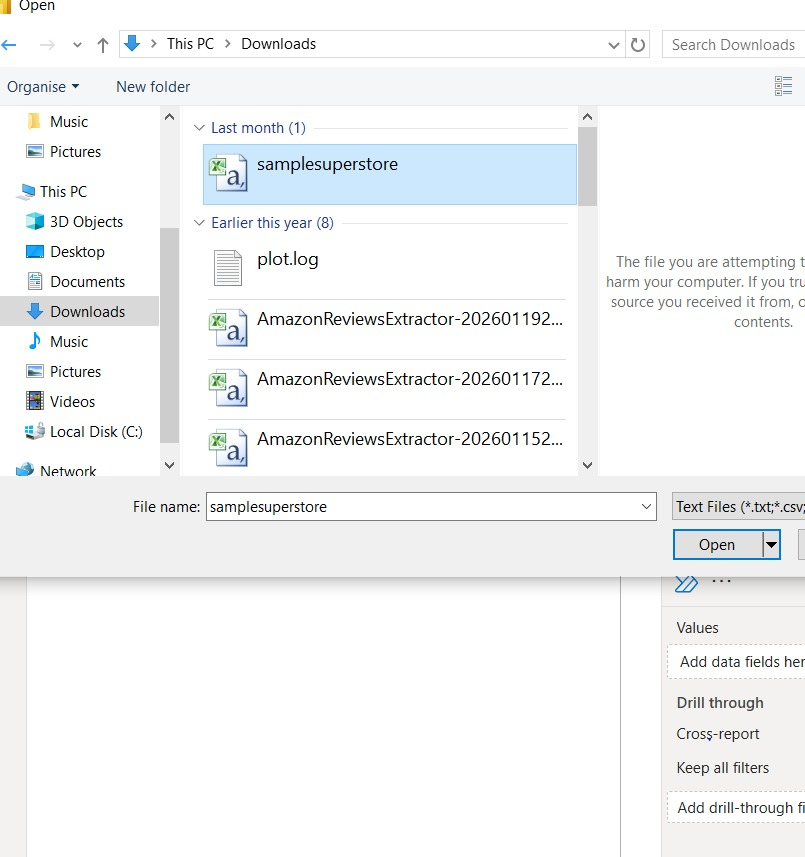 Open
This PC > Downloads
Search Downloads
Organise
New folder
Music
Pictures
This PC
3D Objects
Desktop
Documents
Downloads
Music
Pictures
Videos
Local Disk (C:)
Network
Last month (1)
samplesuperstore
Earlier this year (8)
plot.log
AmazonReviewsExtractor-202601192...
AmazonReviewsExtractor-202601172...
AmazonReviewsExtractor-202601152...
The file you are attempting t
harm your computer. If you tru
source you received it from, o
contents.
File name: samplesuperstore
Text Files (*.txt;*.csv;
Open
Values
Add data fields her
Drill through
Cross-report
Keep all filters
Add drill-through fi